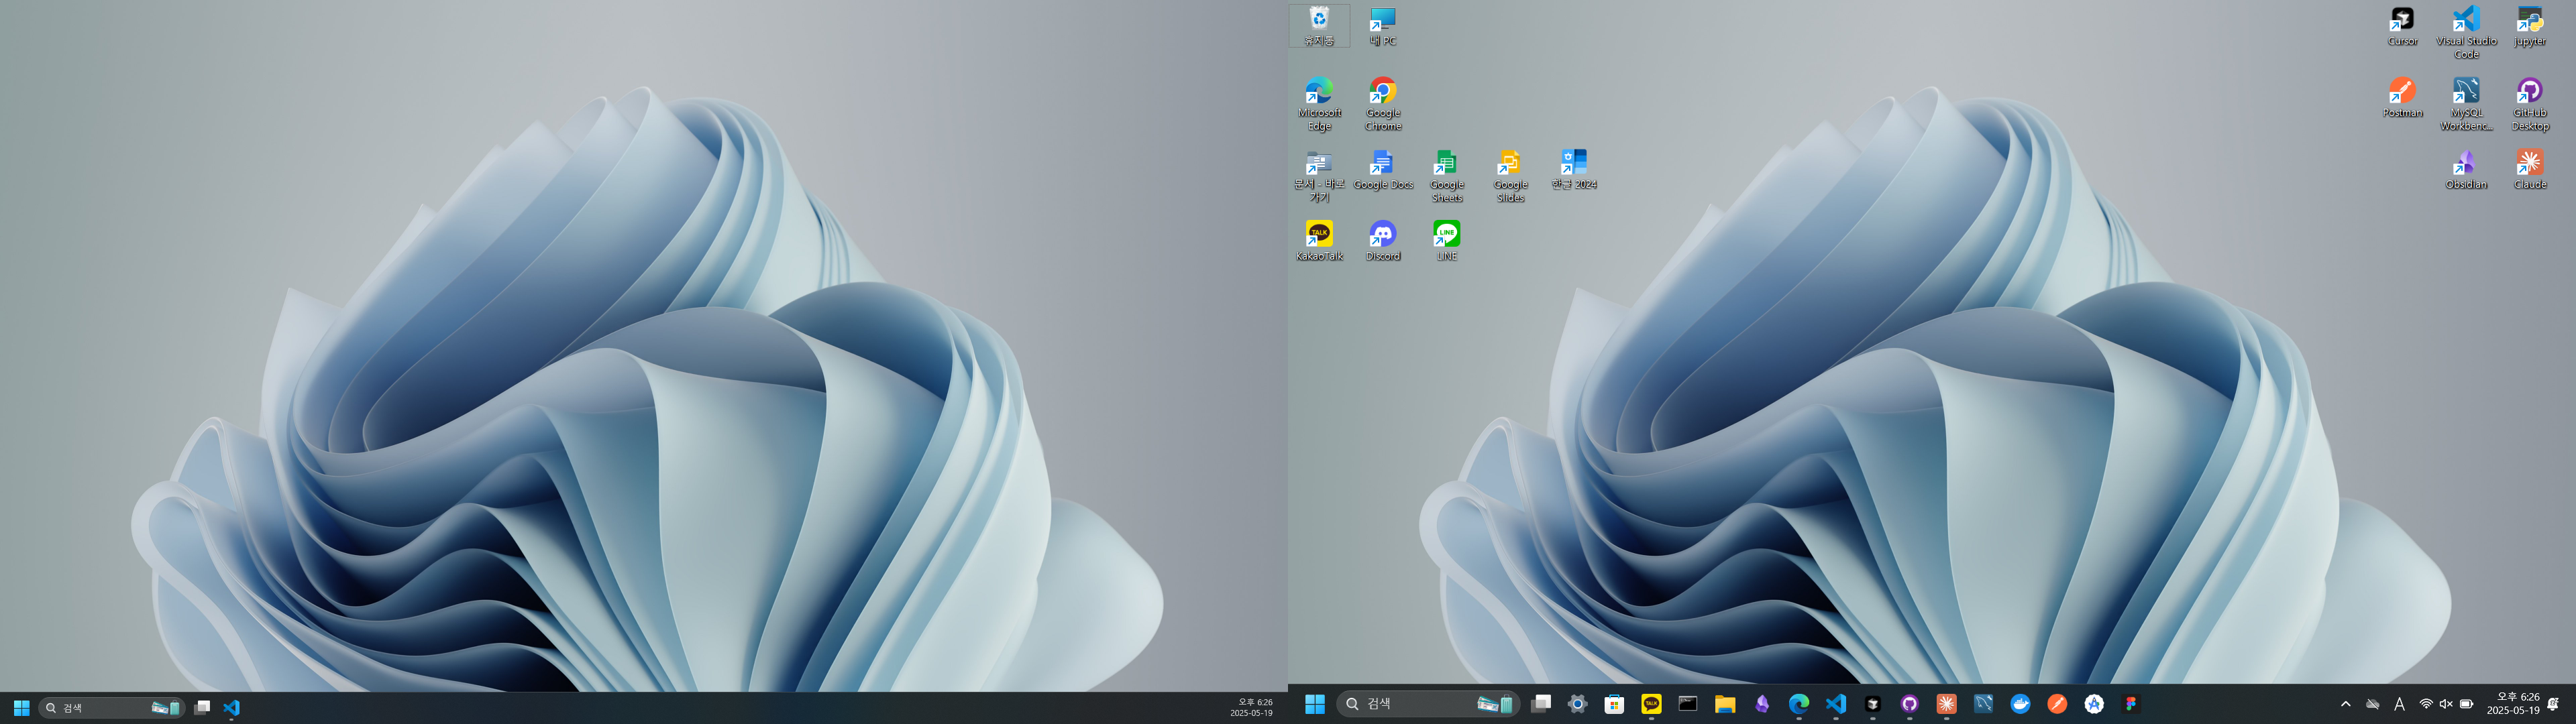 휴지통
내 PC
Cursor
Visual Studio
Code
jupyter
Microsoft
Edge
Google
Chrome
Postman
MySQL
Workbenc...
GitHub
Desktop
문서 - 바로
가기
Google Docs
Google
Sheets
Google
Slides
한글 2024
Obsidian
Claude
TALK
KakaoTalk
Discord
LINE
LINE
검색
오후 6:26
2025-05-19
검색
TALK
A
오후 6:26
2025-05-19